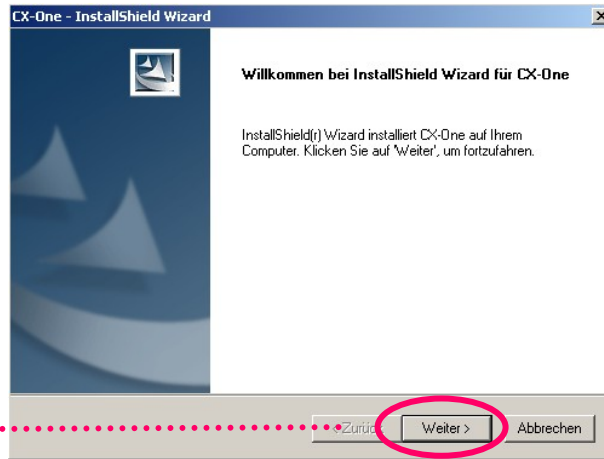 CX-One - InstallShield Wizard
Willkommen bei InstallShield Wizard für CX-One
InstallShield(r) Wizard installiert CX-One auf Ihrem
Computer. Klicken Sie auf 'Weiter', um fortzufahren.
< Zurück Weiter > Abbrechen